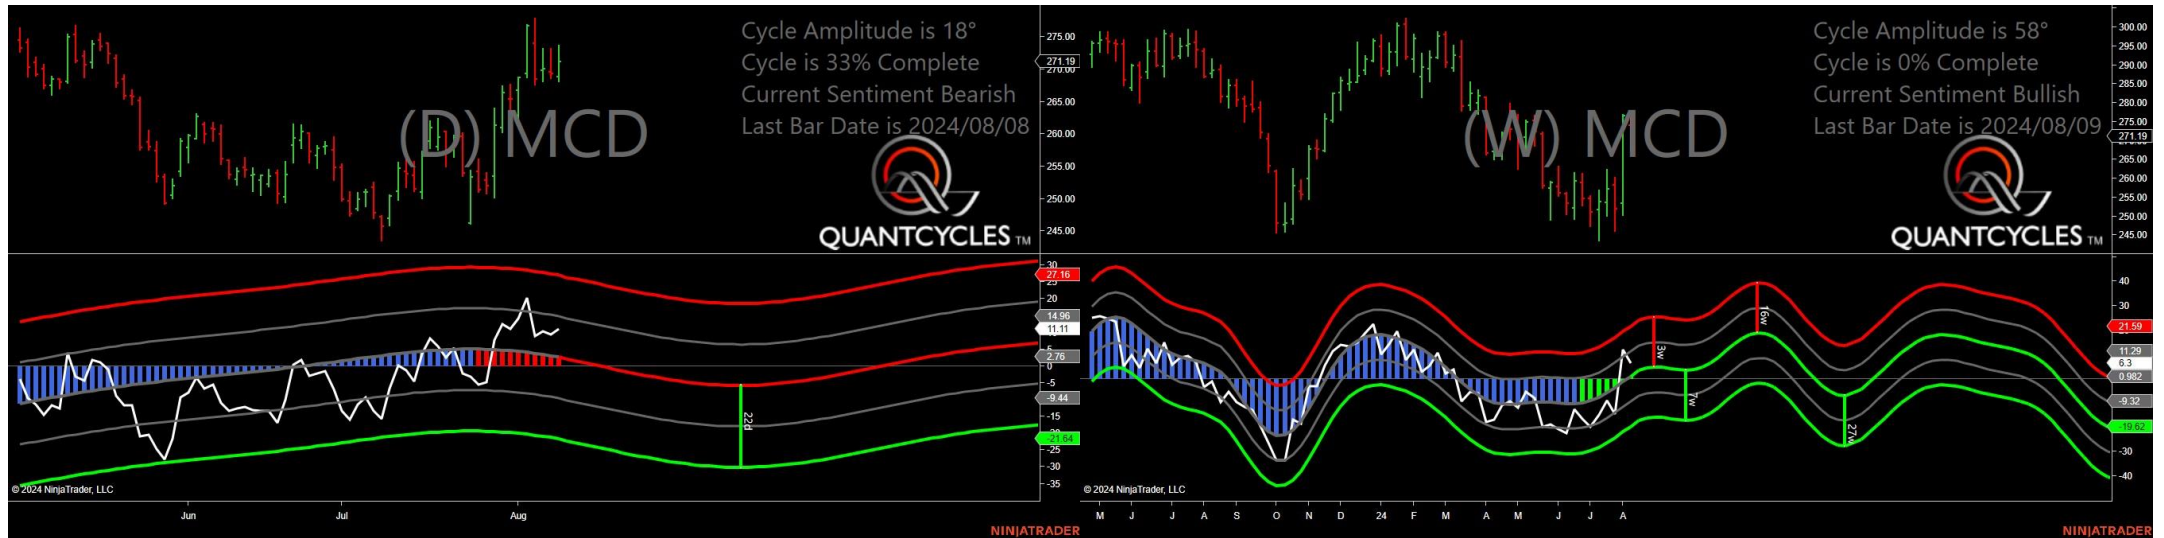 Cycle Amplitude is 18°
Cycle is 33% Complete
Current Sentiment Bearish
Last Bar Date is 2024/08/08
(D) MCD
QUANTCYCLES TM
275.00
271.19
270.00
265.00
260.00
255.00
250.00
245.00
30
27.16
25
20
14.96
11.11
5
2.76
0
-5
-9.44
-15
-20
-21.64
-25
-30
-35
22d
© 2024 NinjaTrader, LLC
Jun
Jul
Aug
NINJATRADER
Cycle Amplitude is 58°
Cycle is 0% Complete
Current Sentiment Bullish
Last Bar Date is 2024/08/09
(W) MCD
QUANTCYCLES TM
300.00
295.00
290.00
285.00
280.00
275.00
271.19
265.00
260.00
255.00
250.00
245.00
40
30
21.59
11.29
6.3
0.982
-9.32
-19.62
-30
-40
3w
7w
16w
27w
© 2024 NinjaTrader, LLC
M J J A S O N D 24 F M A M J J A
NINJATRADER